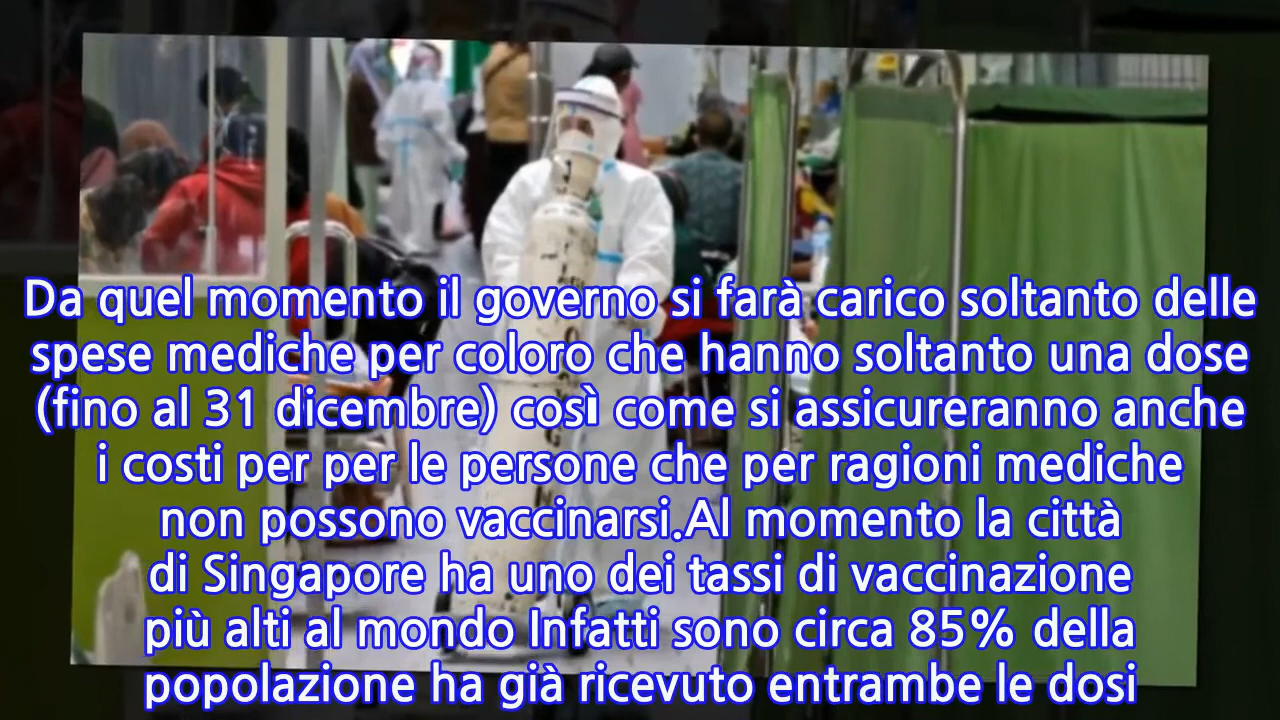 Da quel momento il governo si farà carico soltanto delle
spese mediche per coloro che hanno soltanto una dose
(fino al 31 dicembre) così come si assicureranno anche
i costi per per le persone che per ragioni mediche
non possono vaccinarsi.Al momento la città
di Singapore ha uno dei tassi di vaccinazione
più alti al mondo Infatti sono circa 85% della
popolazione ha già ricevuto entrambe le dosi